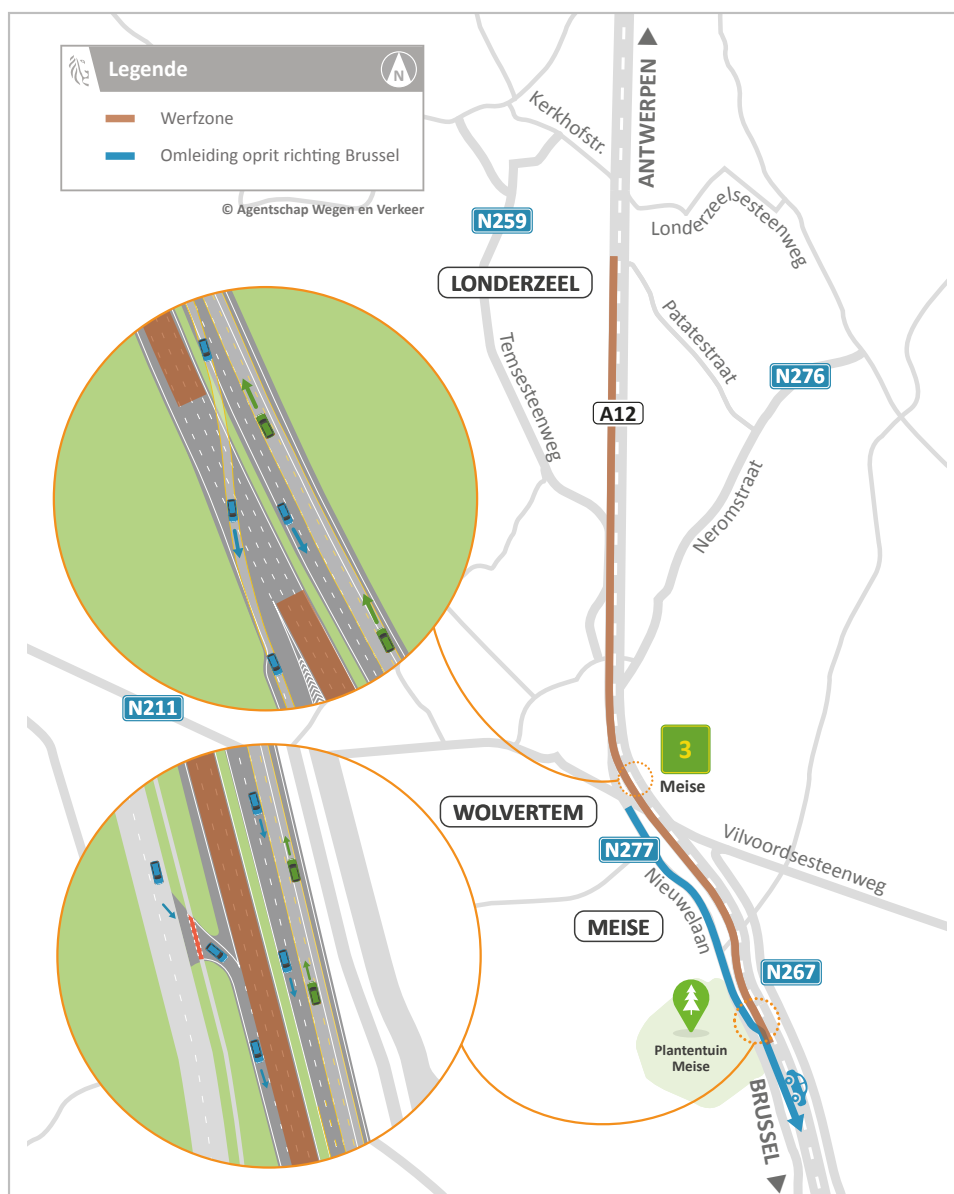 Legende
N
Werfzone
Omleiding oprit richting Brussel
© Agentschap Wegen en Verkeer
ANTWERPEN
Kerkhofstr.
N259
Londerzeelsesteenweg
LONDERZEEL
Patatestraat
Temsesteenweg
N276
A12
Neromstraat
N211
3
Meise
WOLVERTEM
Vilvoordsesteenweg
N277
Nieuwelaan
MEISE
N267
Plantentuin
Meise
BRUSSEL